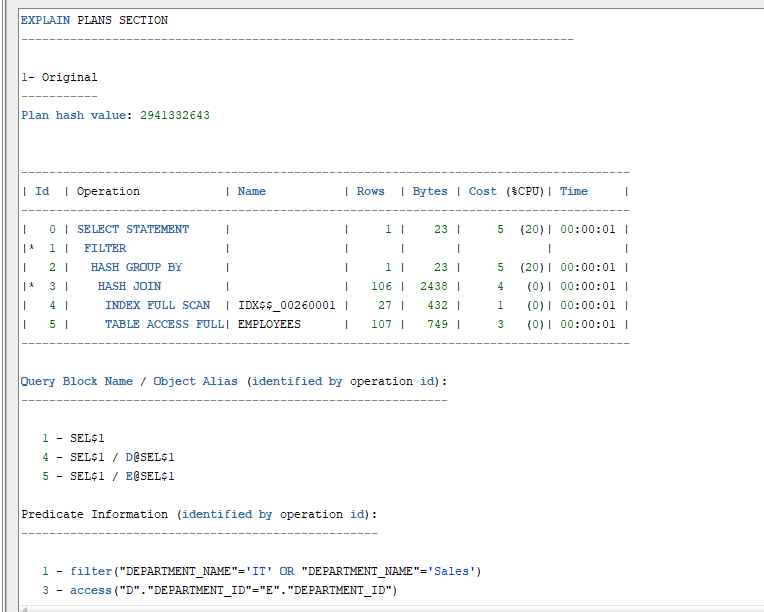 EXPLAIN PLANS SECTION
-------------------------------------------------------------------------------
1- Original
-----------
Plan hash value: 2941332643
---------------------------------------------------------------------------------------
| Id  | Operation            | Name           | Rows  | Bytes | Cost (%CPU)| Time     |
---------------------------------------------------------------------------------------
|   0 | SELECT STATEMENT     |                |     1 |    23 |     5  (20)| 00:00:01 |
|*  1 |  FILTER              |                |       |       |            |          |
|   2 |   HASH GROUP BY      |                |     1 |    23 |     5  (20)| 00:00:01 |
|*  3 |    HASH JOIN         |                |   106 |  2438 |     4   (0)| 00:00:01 |
|   4 |     INDEX FULL SCAN  | IDX$$_00260001 |    27 |   432 |     1   (0)| 00:00:01 |
|   5 |     TABLE ACCESS FULL| EMPLOYEES      |   107 |   749 |     3   (0)| 00:00:01 |
---------------------------------------------------------------------------------------
Query Block Name / Object Alias (identified by operation id):
-------------------------------------------------------------
   1 - SEL$1
   4 - SEL$1 / D@SEL$1
   5 - SEL$1 / E@SEL$1
Predicate Information (identified by operation id):
---------------------------------------------------
   1 - filter("DEPARTMENT_NAME"='IT' OR "DEPARTMENT_NAME"='Sales')
   3 - access("D"."DEPARTMENT_ID"="E"."DEPARTMENT_ID")